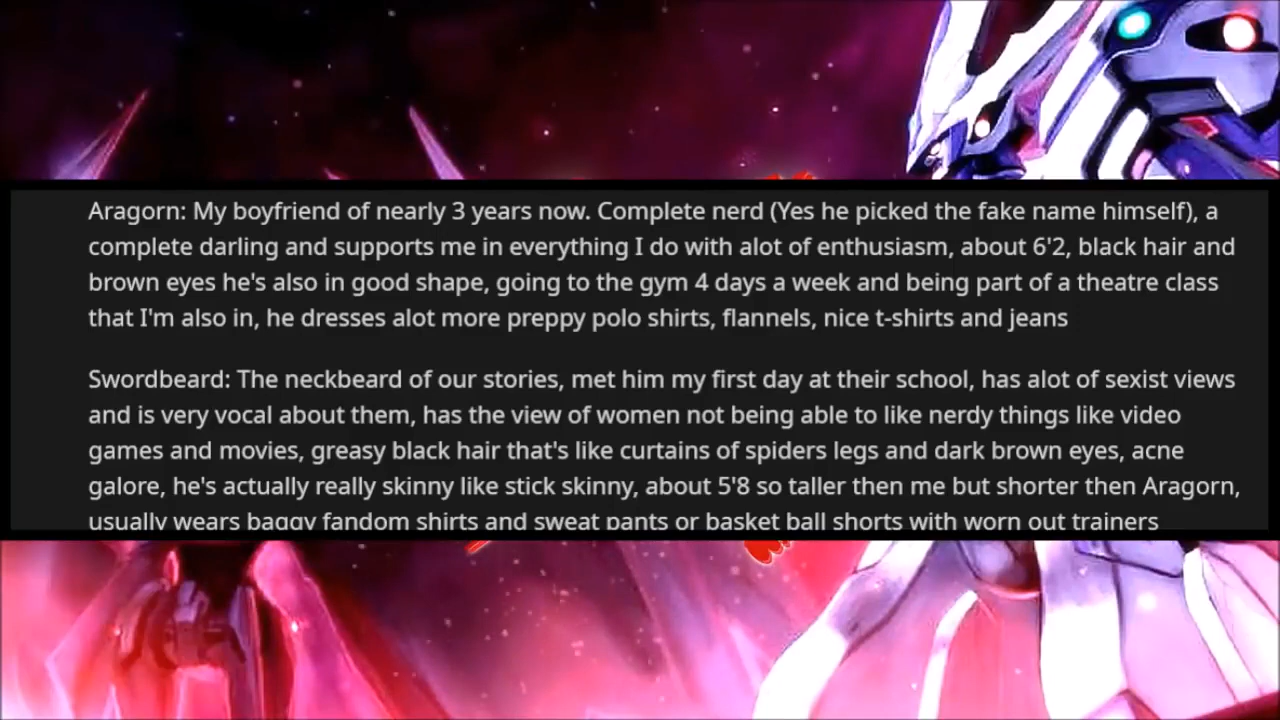 Aragorn: My boyfriend of nearly 3 years now. Complete nerd (Yes he picked the fake name himself), a
complete darling and supports me in everything I do with alot of enthusiasm, about 6'2, black hair and
brown eyes he's also in good shape, going to the gym 4 days a week and being part of a theatre class
that I'm also in, he dresses alot more preppy polo shirts, flannels, nice t-shirts and jeans
Swordbeard: The neckbeard of our stories, met him my first day at their school, has alot of sexist views
and is very vocal about them, has the view of women not being able to like nerdy things like video
games and movies, greasy black hair that's like curtains of spiders legs and dark brown eyes, acne
galore, he's actually really skinny like stick skinny, about 5'8 so taller then me but shorter then Aragorn,
usually wears baggy fandom shirts and sweat pants or basket ball shorts with worn out trainers